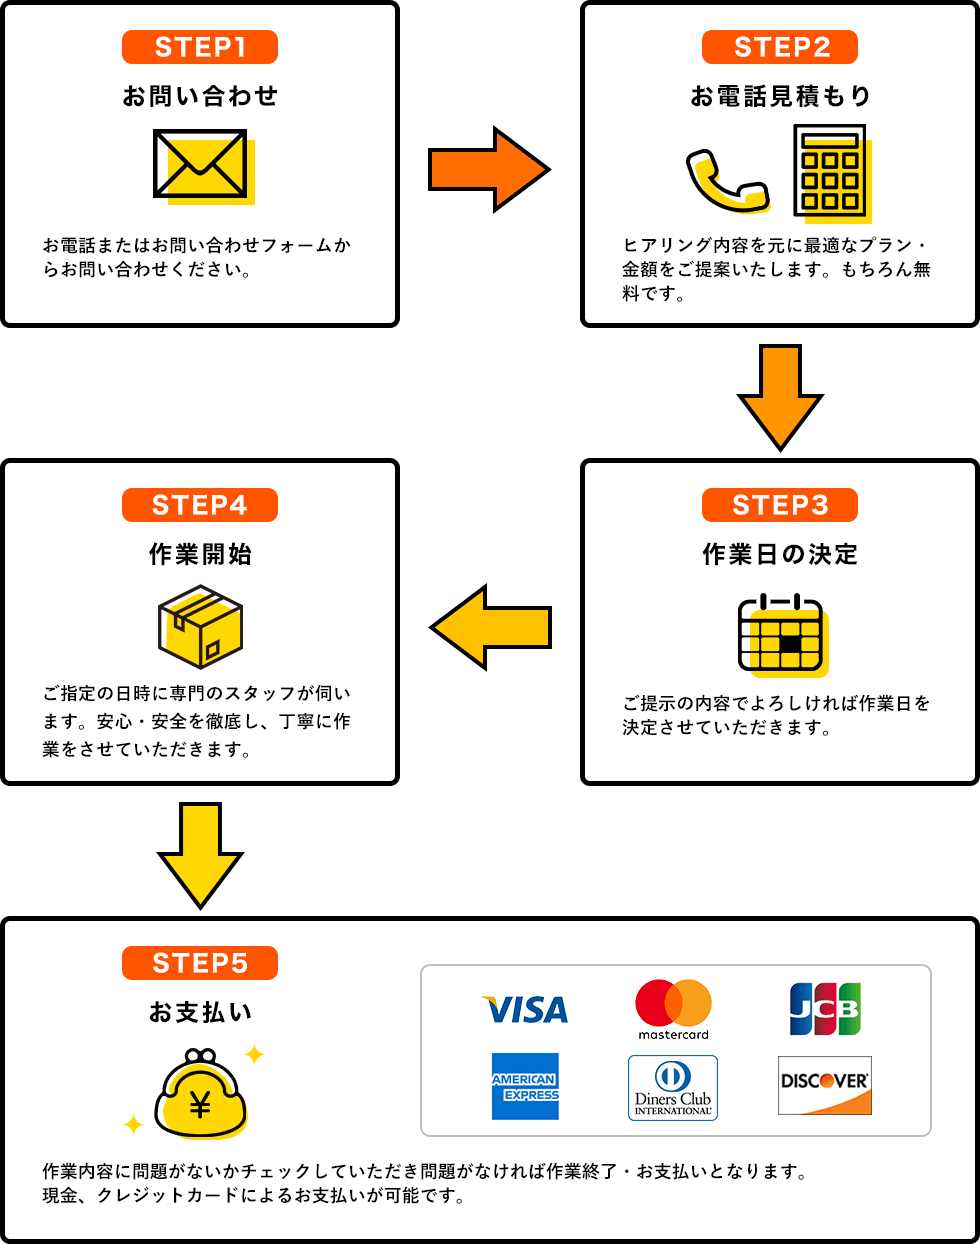 STEP1
お問い合わせ
お電話またはお問い合わせフォームか
らお問い合わせください。
STEP2
お電話見積もり
ヒアリング内容を元に最適なプラン・
金額をご提案いたします。もちろん無
料です。
STEP3
作業日の決定
ご提示の内容でよろしければ作業日を
決定させていただきます。
STEP4
作業開始
ご指定の日時に専門のスタッフが伺い
ます。安心・安全を徹底し、丁寧に作
業をさせていただきます。
STEP5
お支払い
¥
VISA
mastercard
JCB
AMERICAN
EXPRESS
Diners Club
INTERNATIONAL®
DISCOVER®
作業内容に問題がないかチェックしていただき問題がなければ作業終了・お支払いとなります。
現金、クレジットカードによるお支払いが可能です。